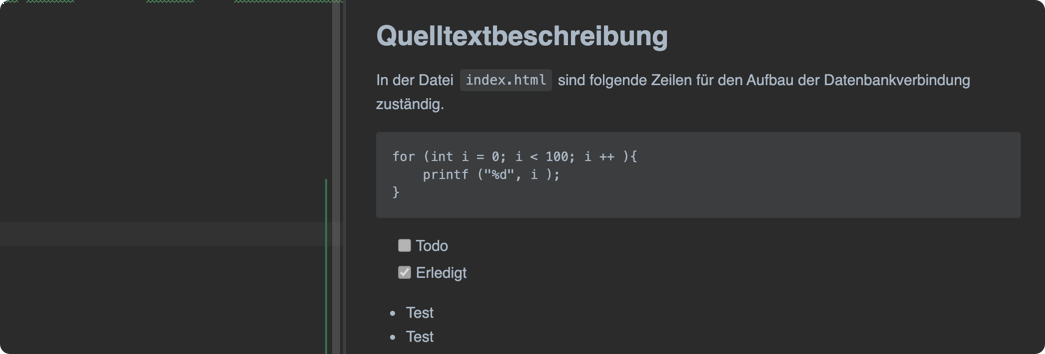 Quelltextbeschreibung
In der Datei index.html sind folgende Zeilen für den Aufbau der Datenbankverbindung
zuständig.
for (int i = 0; i < 100; i ++ ){
    printf ("%d", i );
}
Todo
Erledigt
Test
Test